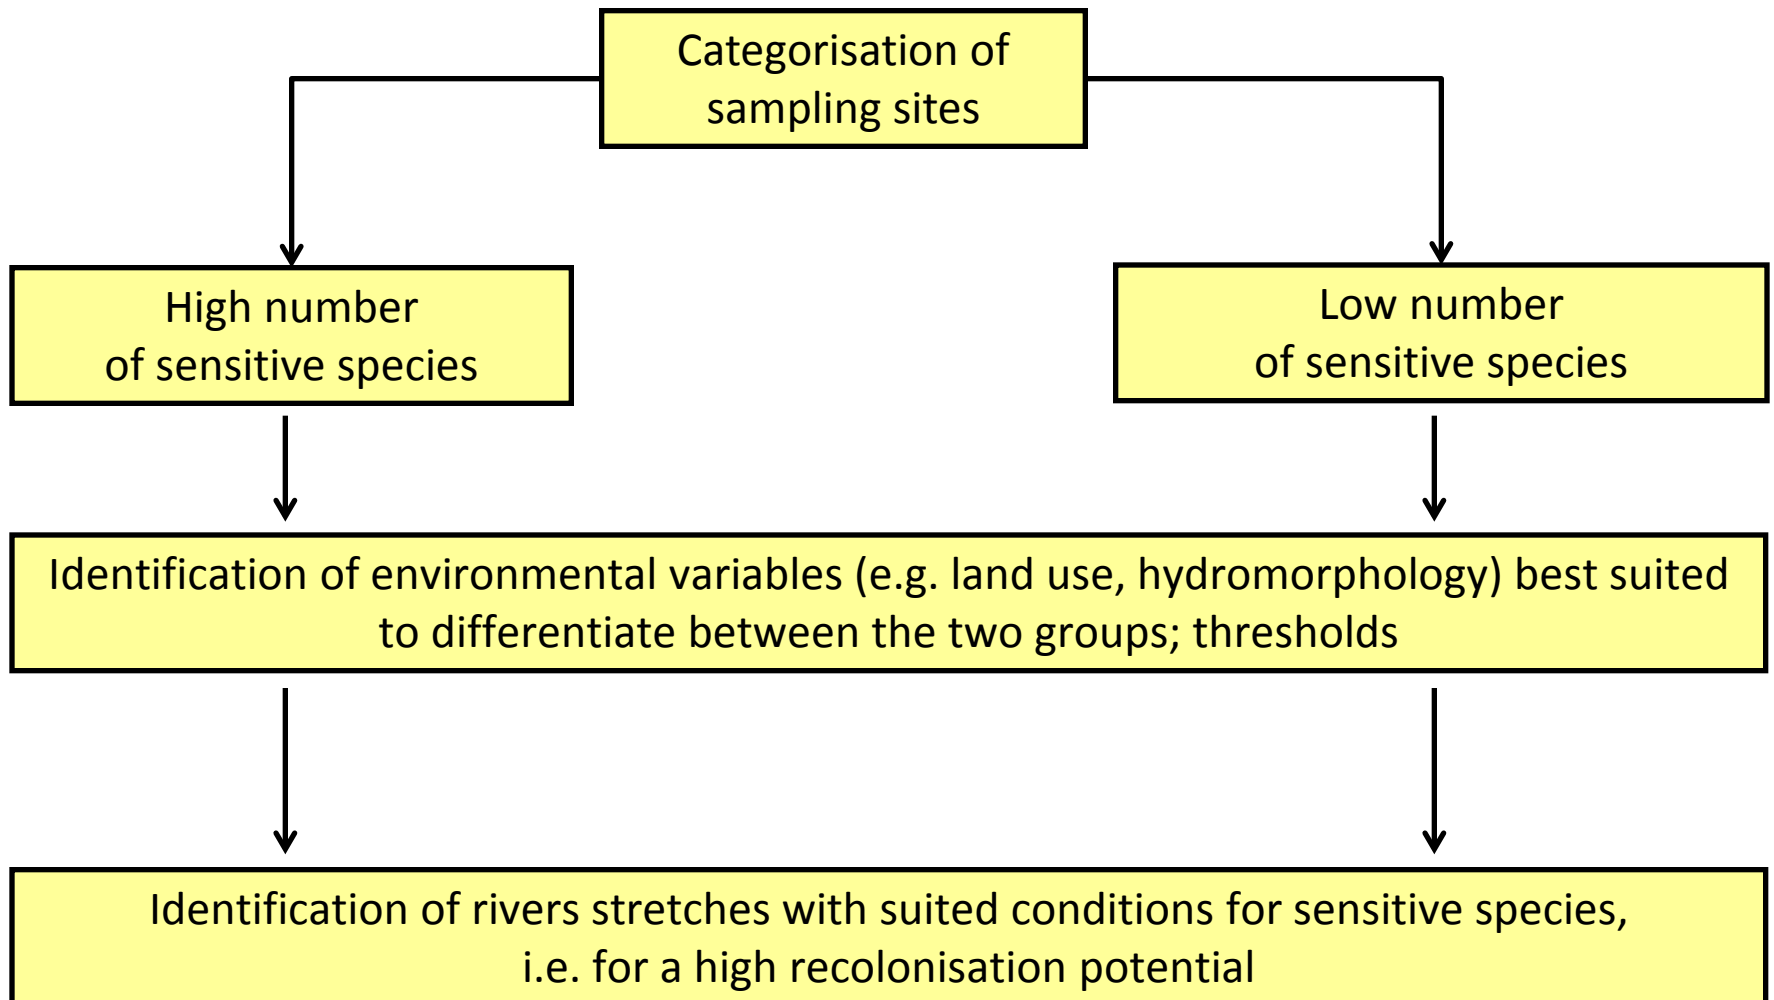 Categorisation of
sampling sites
High number
of sensitive species
Low number
of sensitive species
Identification of environmental variables (e.g. land use, hydromorphology) best suited
to differentiate between the two groups; thresholds
Identification of rivers stretches with suited conditions for sensitive species,
i.e. for a high recolonisation potential